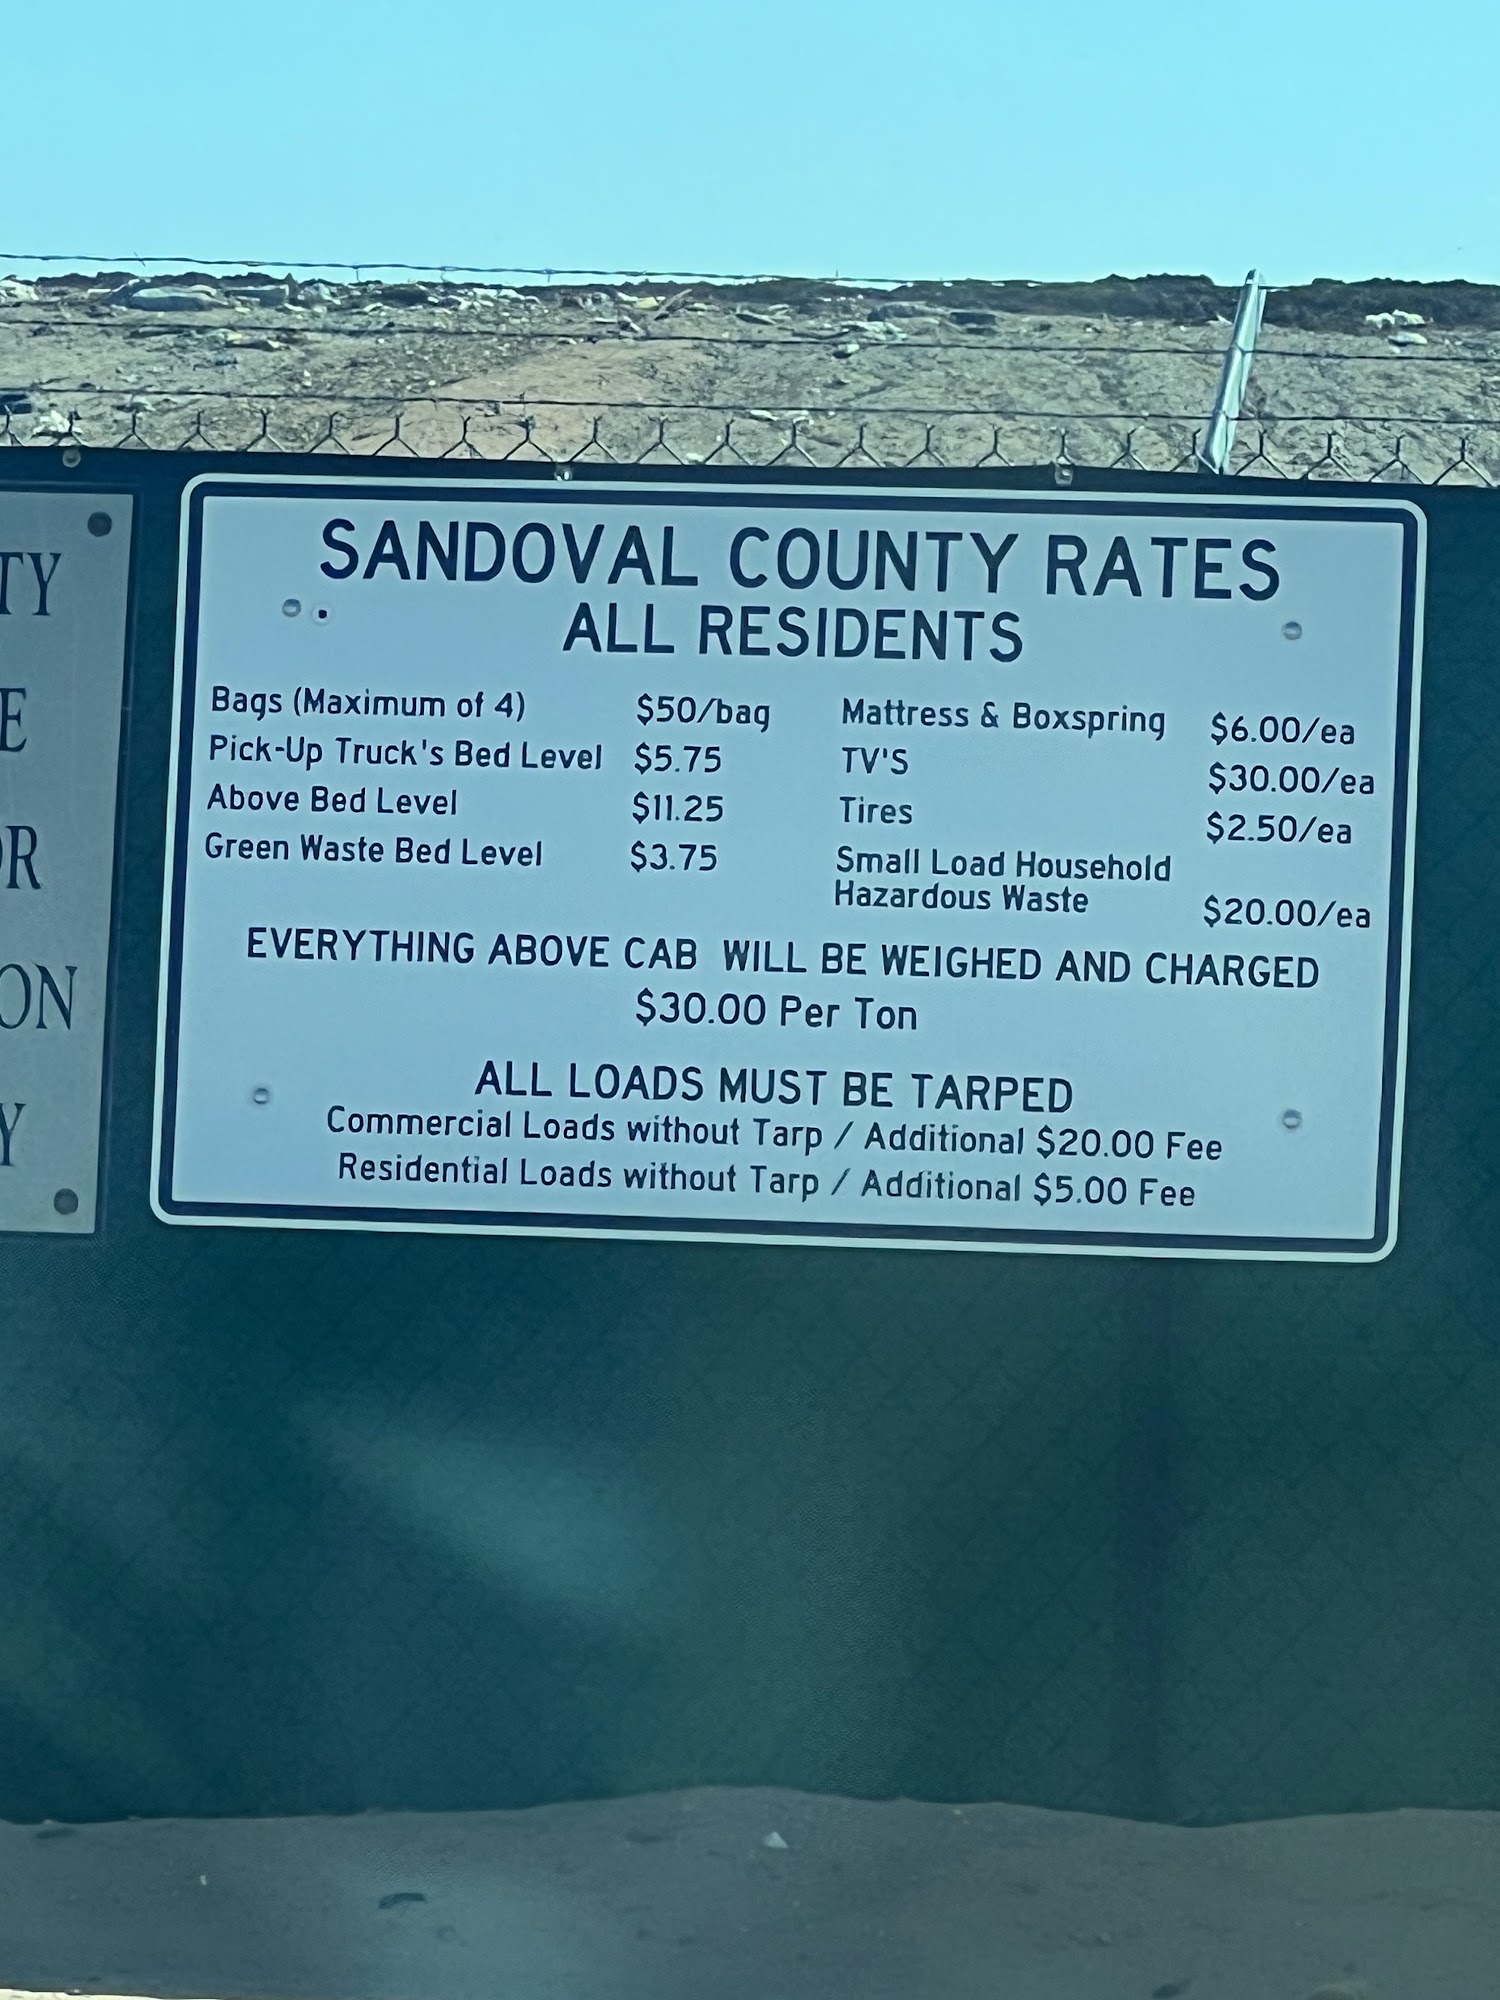 TY
E
OR
ON
Y
SANDOVAL COUNTY RATES
ALL RESIDENTS
Bags (Maximum of 4) $50/bag
Pick-Up Truck's Bed Level $5.75
Above Bed Level $11.25
Green Waste Bed Level $3.75
Mattress & Boxspring $6.00/ea
TV'S $30.00/ea
Tires $2.50/ea
Small Load Household
Hazardous Waste $20.00/ea
EVERYTHING ABOVE CAB WILL BE WEIGHED AND CHARGED
$30.00 Per Ton
ALL LOADS MUST BE TARPED
Commercial Loads without Tarp / Additional $20.00 Fee
Residential Loads without Tarp / Additional $5.00 Fee